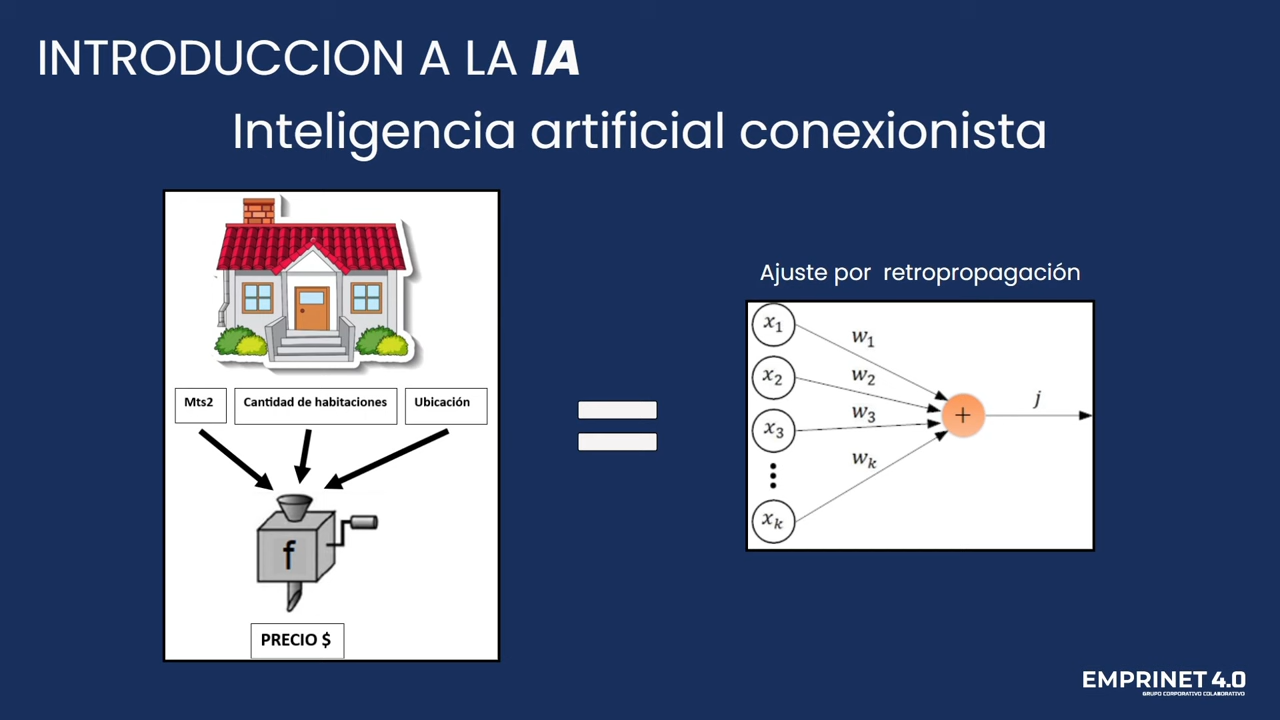 INTRODUCCION A LA IA
Inteligencia artificial conexionista
Mts2
Cantidad de habitaciones
Ubicación
f
PRECIO $
Ajuste por retropropagación
x1
w1
x2
w2
x3
w3
+
j
wk
xk
EMPRINET 4.0
GRUPO CORPORATIVO COLABORATIVO